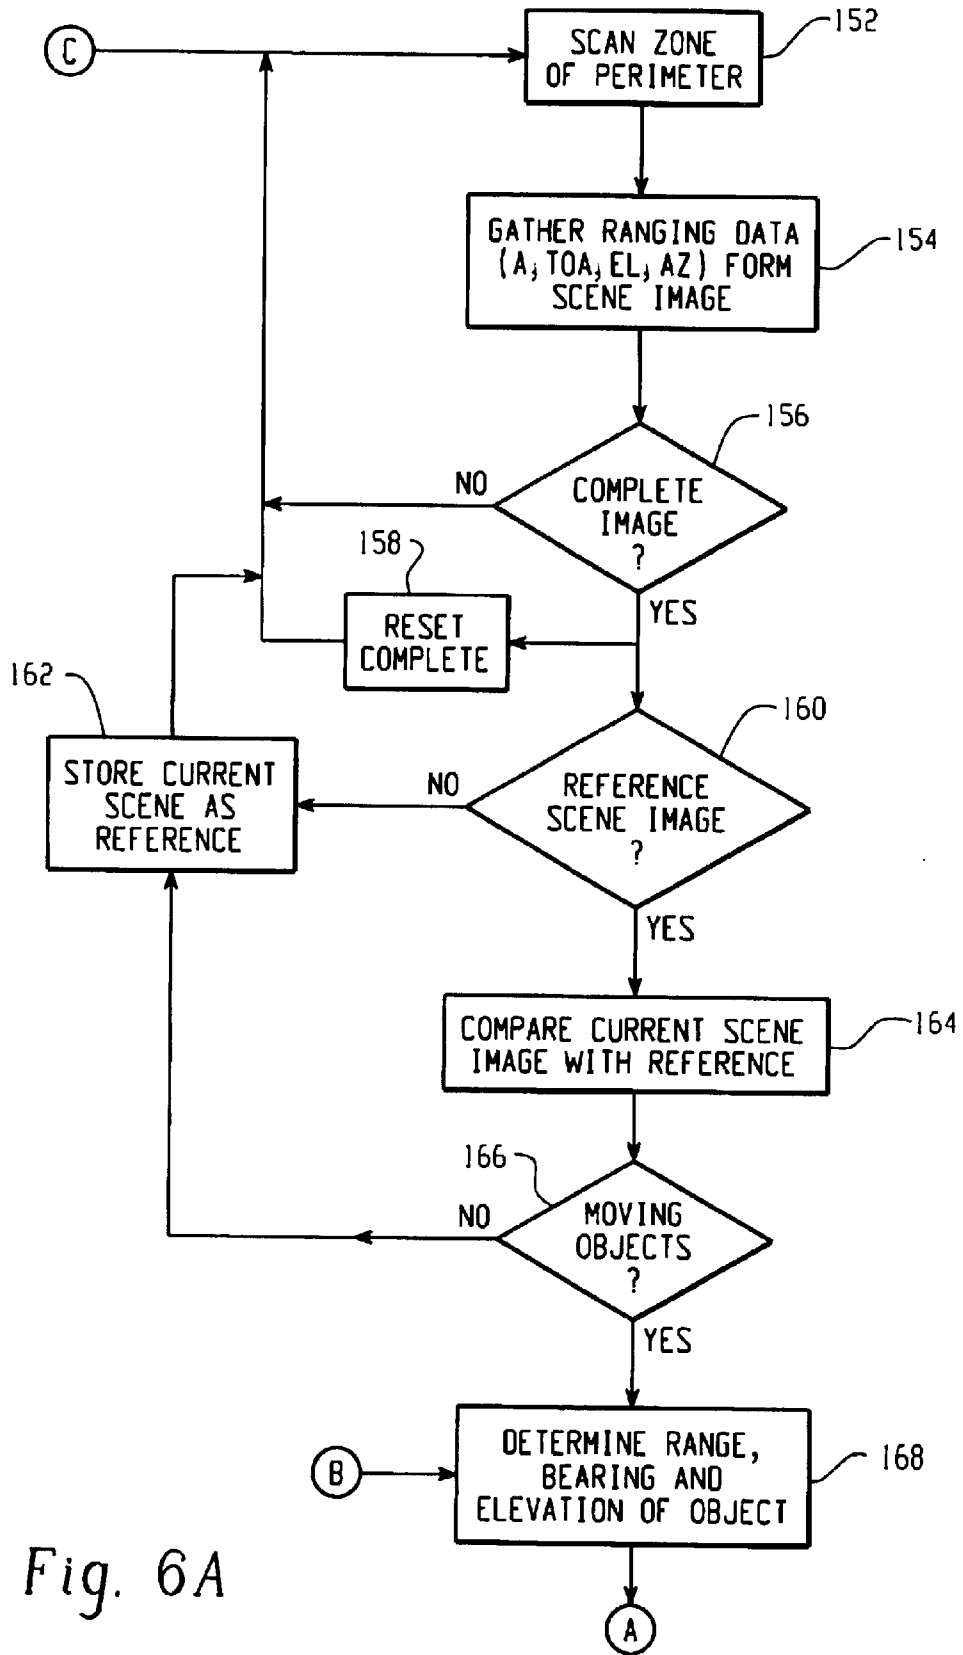 C
SCAN ZONE
OF PERIMETER
152
GATHER RANGING DATA
(A, TOA, EL, AZ) FORM
SCENE IMAGE
154
COMPLETE
IMAGE
?
156
NO
YES
158
RESET
COMPLETE
162
STORE CURRENT
SCENE AS
REFERENCE
NO
REFERENCE
SCENE IMAGE
?
160
YES
COMPARE CURRENT SCENE
IMAGE WITH REFERENCE
164
166
NO
MOVING
OBJECTS
?
YES
B
DETERMINE RANGE,
BEARING AND
ELEVATION OF OBJECT
168
A
Fig. 6A